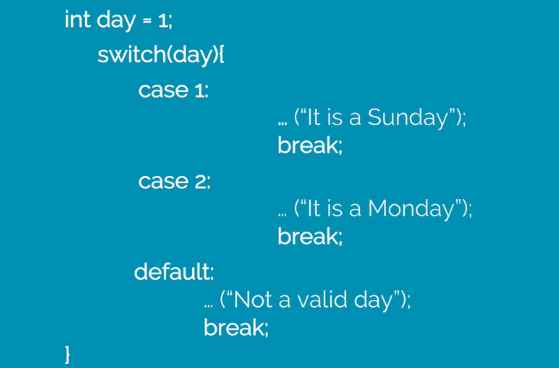 int day = 1;
switch(day){
case 1:
... (“It is a Sunday”);
break;
case 2:
... (“It is a Monday”);
break;
default:
... (“Not a valid day”);
break;
}